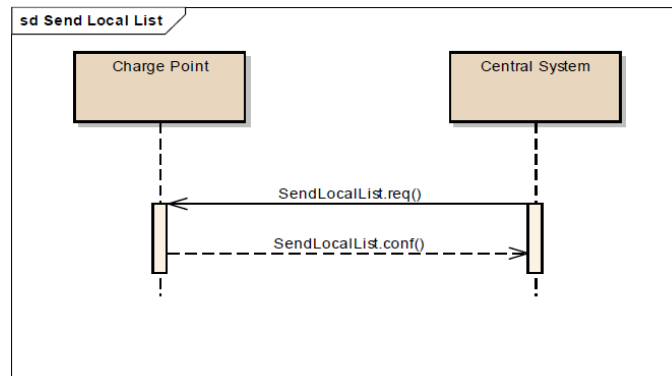 sd Send Local List
Charge Point
Central System
SendLocalList.req()
SendLocalList.conf()